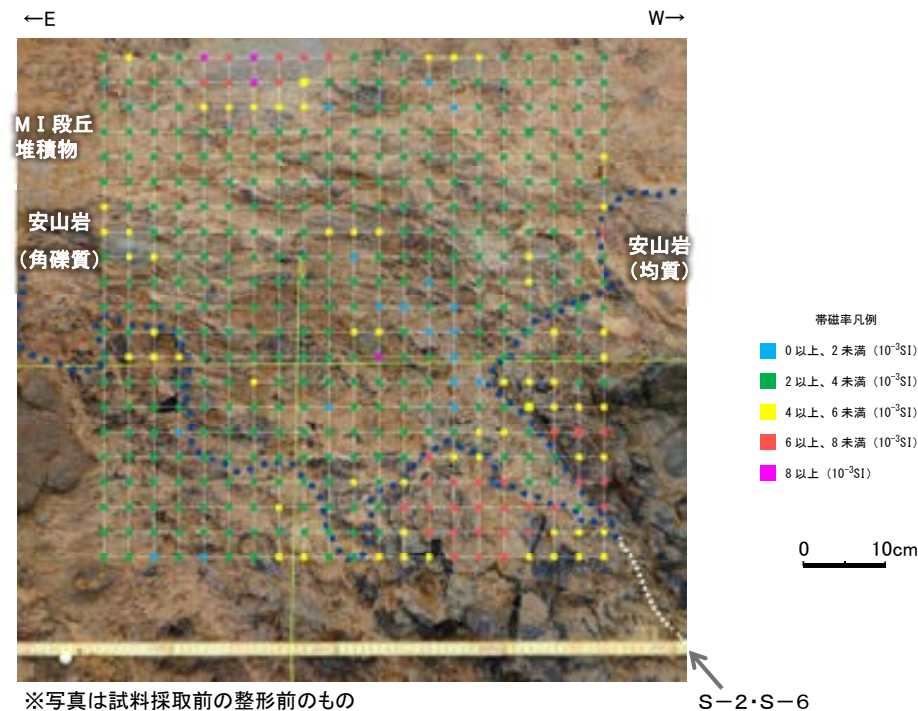 ←E
W→
ＭⅠ段丘
堆積物
安山岩
（角礫質）
安山岩
（均質）
帯磁率凡例
0 以上、2 未満（10⁻³SI）
2 以上、4 未満（10⁻³SI）
4 以上、6 未満（10⁻³SI）
6 以上、8 未満（10⁻³SI）
8 以上（10⁻³SI）
0 10cm
※写真は試料採取前の整形前のもの
Ｓ－２・Ｓ－６